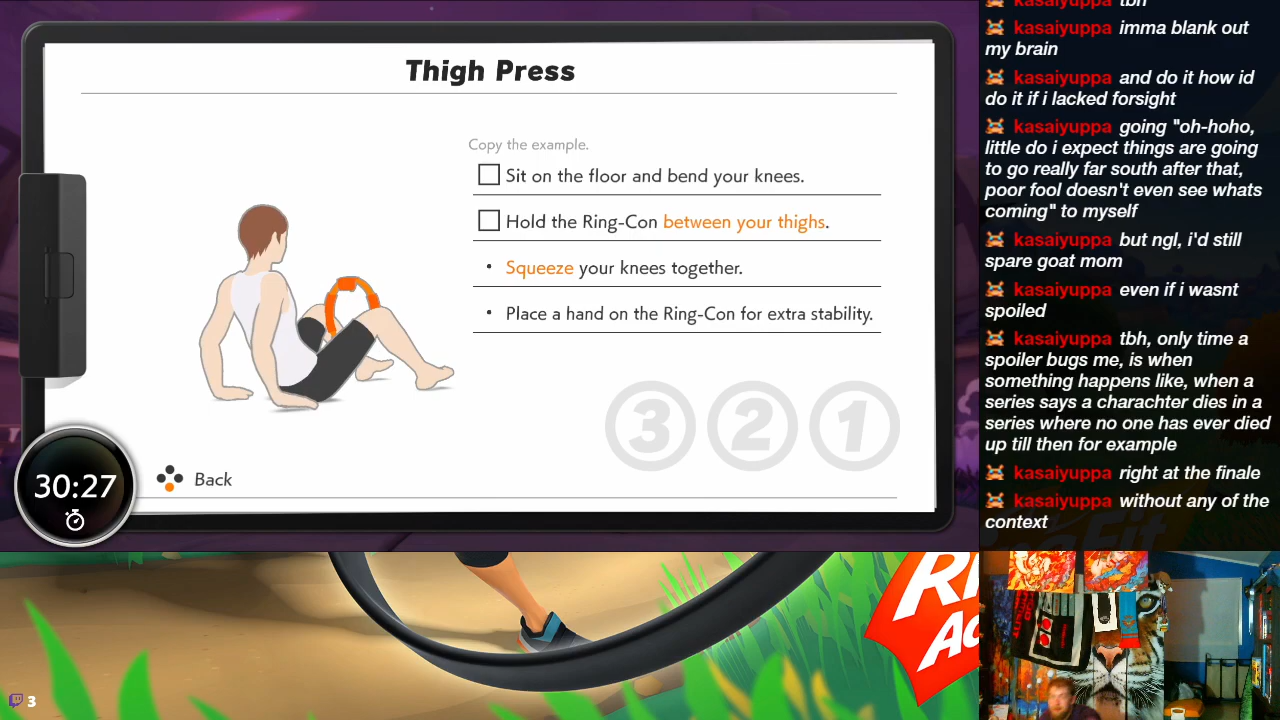 Thigh Press
Copy the example.
Sit on the floor and bend your knees.
Hold the Ring-Con between your thighs.
• Squeeze your knees together.
• Place a hand on the Ring-Con for extra stability.
3 2 1
30:27
Back
3
kasaiyuppa tbh
kasaiyuppa imma blank out
my brain
kasaiyuppa and do it how id
do it if i lacked forsight
kasaiyuppa going "oh-hoho,
little do i expect things are going
to go really far south after that,
poor fool doesn't even see whats
coming" to myself
kasaiyuppa but ngl, i'd still
spare goat mom
kasaiyuppa even if i wasnt
spoiled
kasaiyuppa tbh, only time a
spoiler bugs me, is when
something happens like, when a
series says a charachter dies in a
series where no one has ever died
up till then for example
kasaiyuppa right at the finale
kasaiyuppa without any of the
context
Fit